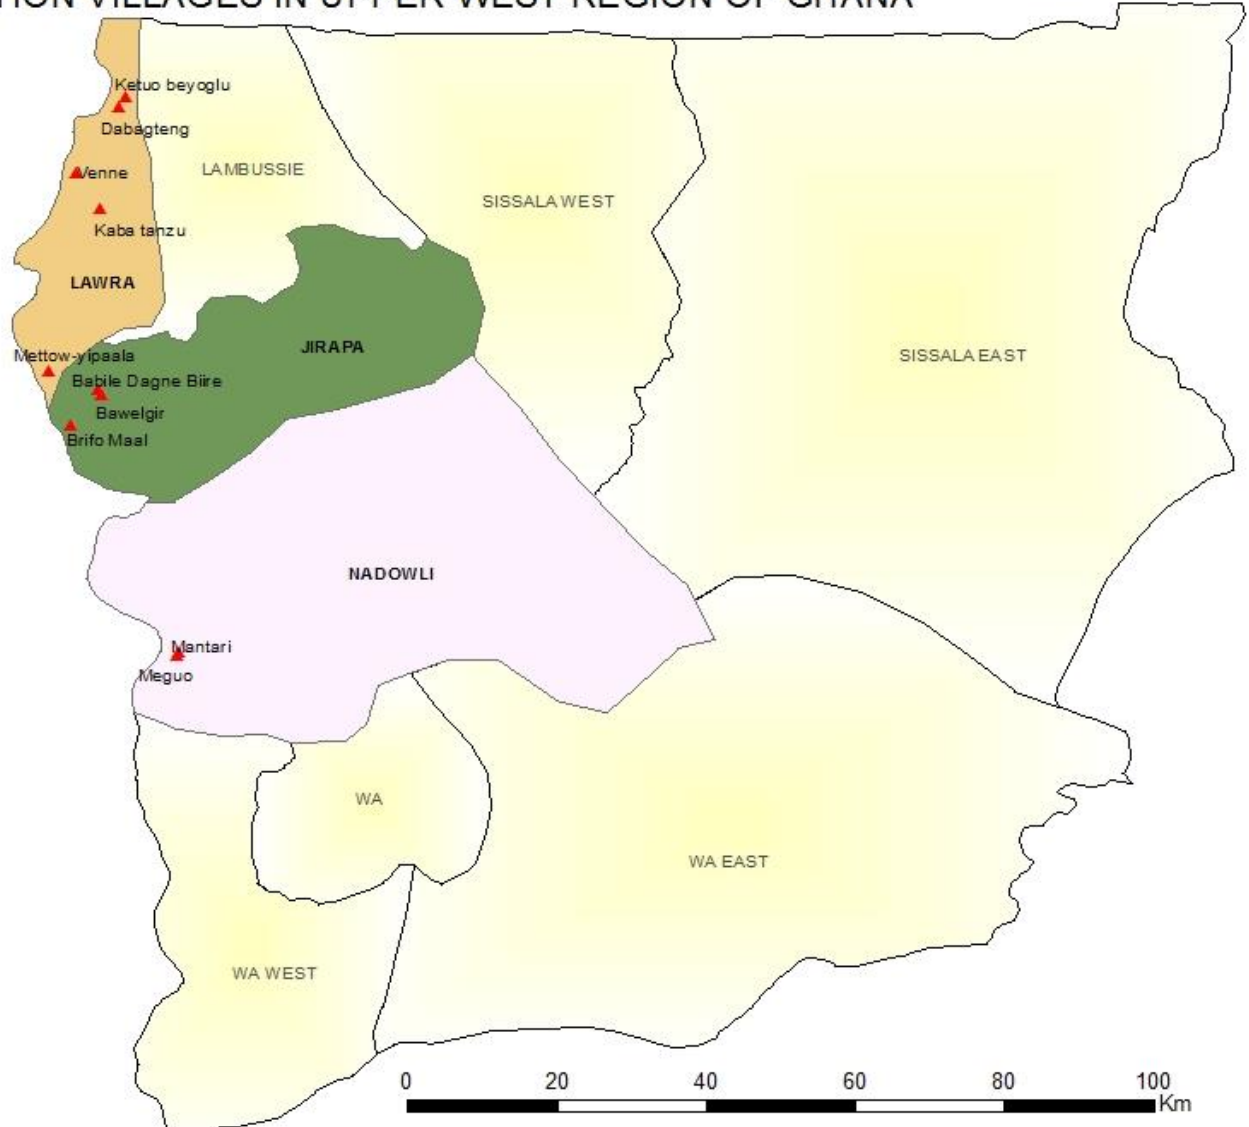 VILLAGES IN UPPER WEST REGION OF GHANA
Ketuo beyoglu
Dabagteng
Venne
LAMBUSSIE
SISSALA WEST
Kaba tanzu
LAWRA
JIRAPA
SISSALA EAST
Mettow-yipaala
Babile Dagne Biire
Bawelgir
Brifo Maal
NADOWLI
Mantari
Meguo
WA
WA EAST
WA WEST
0 20 40 60 80 100
Km